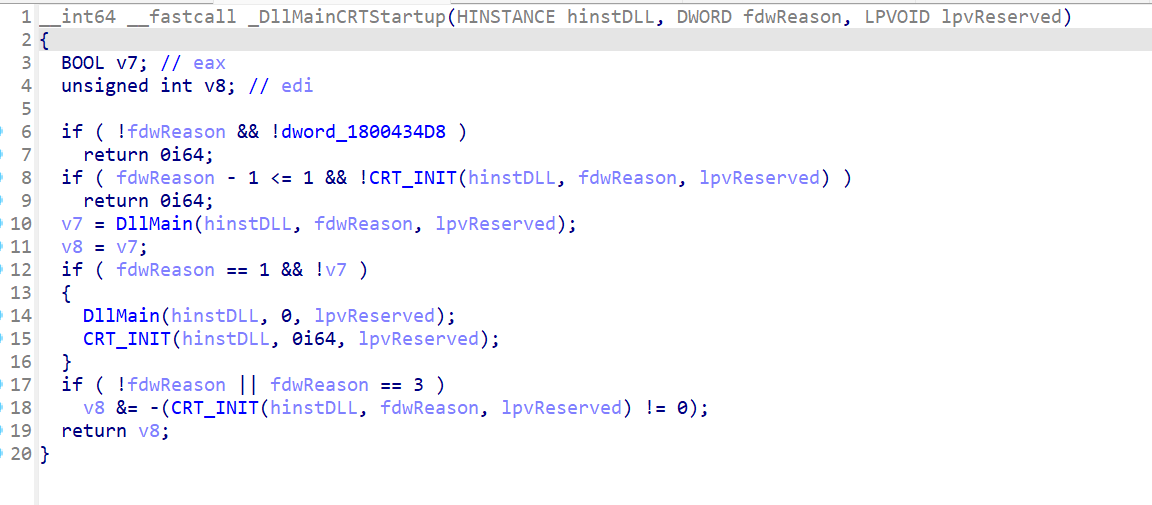 1 __int64 __fastcall _DllMainCRTStartup(HINSTANCE hinstDLL, DWORD fdwReason, LPVOID lpvReserved)
2 {
3 BOOL v7; // eax
4 unsigned int v8; // edi
5
6 if ( !fdwReason && !dword_1800434D8 )
7 return 0i64;
8 if ( fdwReason - 1 <= 1 && !CRT_INIT(hinstDLL, fdwReason, lpvReserved) )
9 return 0i64;
10 v7 = DllMain(hinstDLL, fdwReason, lpvReserved);
11 v8 = v7;
12 if ( fdwReason == 1 && !v7 )
13 {
14 DllMain(hinstDLL, 0, lpvReserved);
15 CRT_INIT(hinstDLL, 0i64, lpvReserved);
16 }
17 if ( !fdwReason || fdwReason == 3 )
18 v8 &= -(CRT_INIT(hinstDLL, fdwReason, lpvReserved) != 0);
19 return v8;
20 }